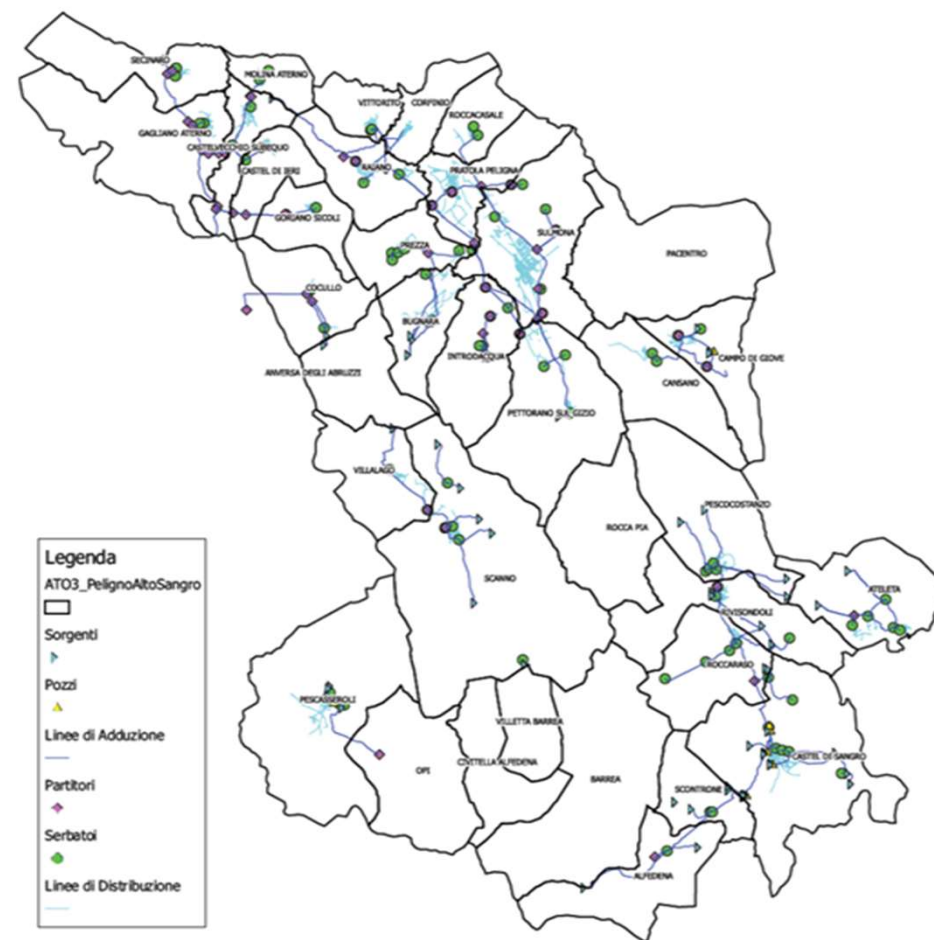 SECINARO
MOLINA ATERNO
VITTORITO
CORFINIO
ROCCACASALE
GAGLIANO ATERNO
CASTELVECCHIO SUBEQUO
CASTEL DI IERI
RAIANO
PRATOLA PELIGNA
GORIANO SICOLI
SULMONA
PREZZA
PACENTRO
COCULLO
BUGNARA
INTRODACQUA
CAMPO DI GIOVE
ANVERSA DEGLI ABRUZZI
CANSANO
PETTORANO SUL GIZIO
VILLALAGO
PESCOCOSTANZO
ROCCA PIA
SCANNO
ATELETA
RIVISONDOLI
ROCCARASO
PESCASSEROLI
VILLETTA BARREA
CASTEL DI SANGRO
CIVITELLA ALFEDENA
OPI
BARREA
SCONTRONE
ALFEDENA
Legenda
ATO3_PelignoAltoSangro
Sorgenti
Pozzi
Linee di Adduzione
Partitori
Serbatoi
Linee di Distribuzione